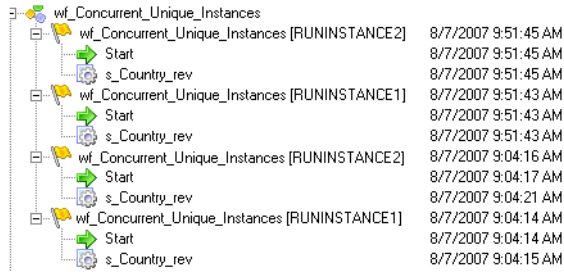 wf_Concurrent_Unique_Instances
wf_Concurrent_Unique_Instances [RUNINSTANCE2] 8/7/2007 9:51:45 AM
Start 8/7/2007 9:51:45 AM
s_Country_rev 8/7/2007 9:51:45 AM
wf_Concurrent_Unique_Instances [RUNINSTANCE1] 8/7/2007 9:51:43 AM
Start 8/7/2007 9:51:43 AM
s_Country_rev 8/7/2007 9:51:43 AM
wf_Concurrent_Unique_Instances [RUNINSTANCE2] 8/7/2007 9:04:16 AM
Start 8/7/2007 9:04:17 AM
s_Country_rev 8/7/2007 9:04:21 AM
wf_Concurrent_Unique_Instances [RUNINSTANCE1] 8/7/2007 9:04:14 AM
Start 8/7/2007 9:04:14 AM
s_Country_rev 8/7/2007 9:04:15 AM